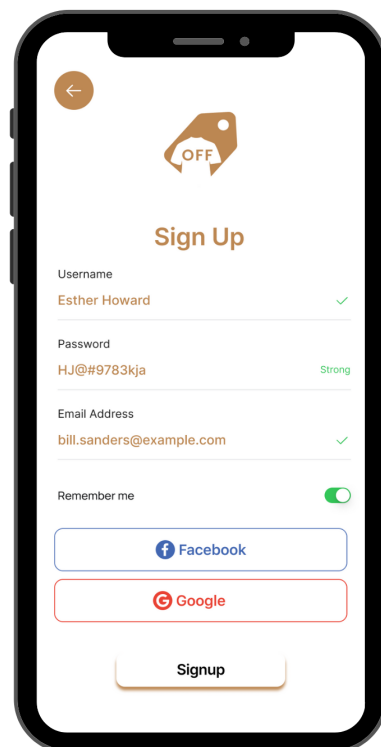 OFF
Sign Up
Username
Esther Howard
Password
HJ@#9783kja Strong
Email Address
bill.sanders@example.com
Remember me
Facebook
Google
Signup